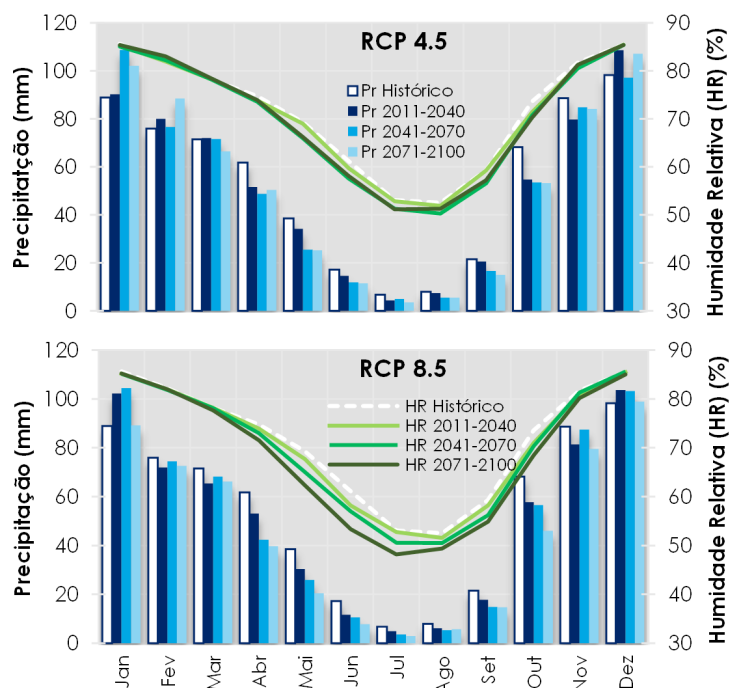 RCP 4.5
Precipitatção (mm)
120
100
80
60
40
20
0
Pr Histórico
Pr 2011-2040
Pr 2041-2070
Pr 2071-2100
90
80
70
60
50
40
30
Humidade Relativa (HR) (%)
RCP 8.5
Precipitação (mm)
120
100
80
60
40
20
0
HR Histórico
HR 2011-2040
HR 2041-2070
HR 2071-2100
90
80
70
60
50
40
30
Humidade Relativa (HR) (%)
Jan
Fev
Mar
Abr
Mai
Jun
Jul
Ago
Set
Out
Nov
Dez